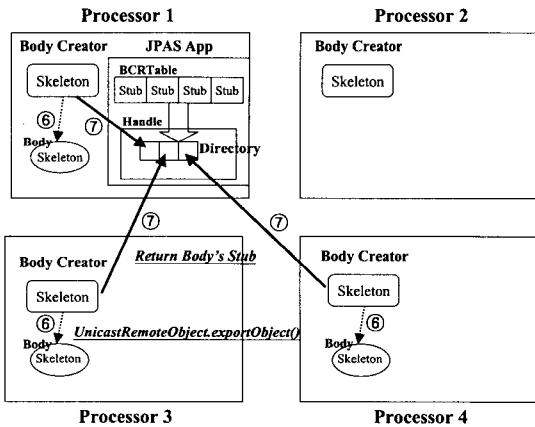 Processor 1
Processor 2
Body Creator
JPAS App
Body Creator
Skeleton
BCRTable
Stub Stub Stub Stub
Skeleton
⑥
⑦
Handle
Body
Skeleton
Directory
⑦
⑦
Body Creator
Return Body's Stub
Body Creator
Skeleton
Skeleton
⑥
UnicastRemoteObject.exportObject()
⑥
Body
Skeleton
Body
Skeleton
Processor 3
Processor 4